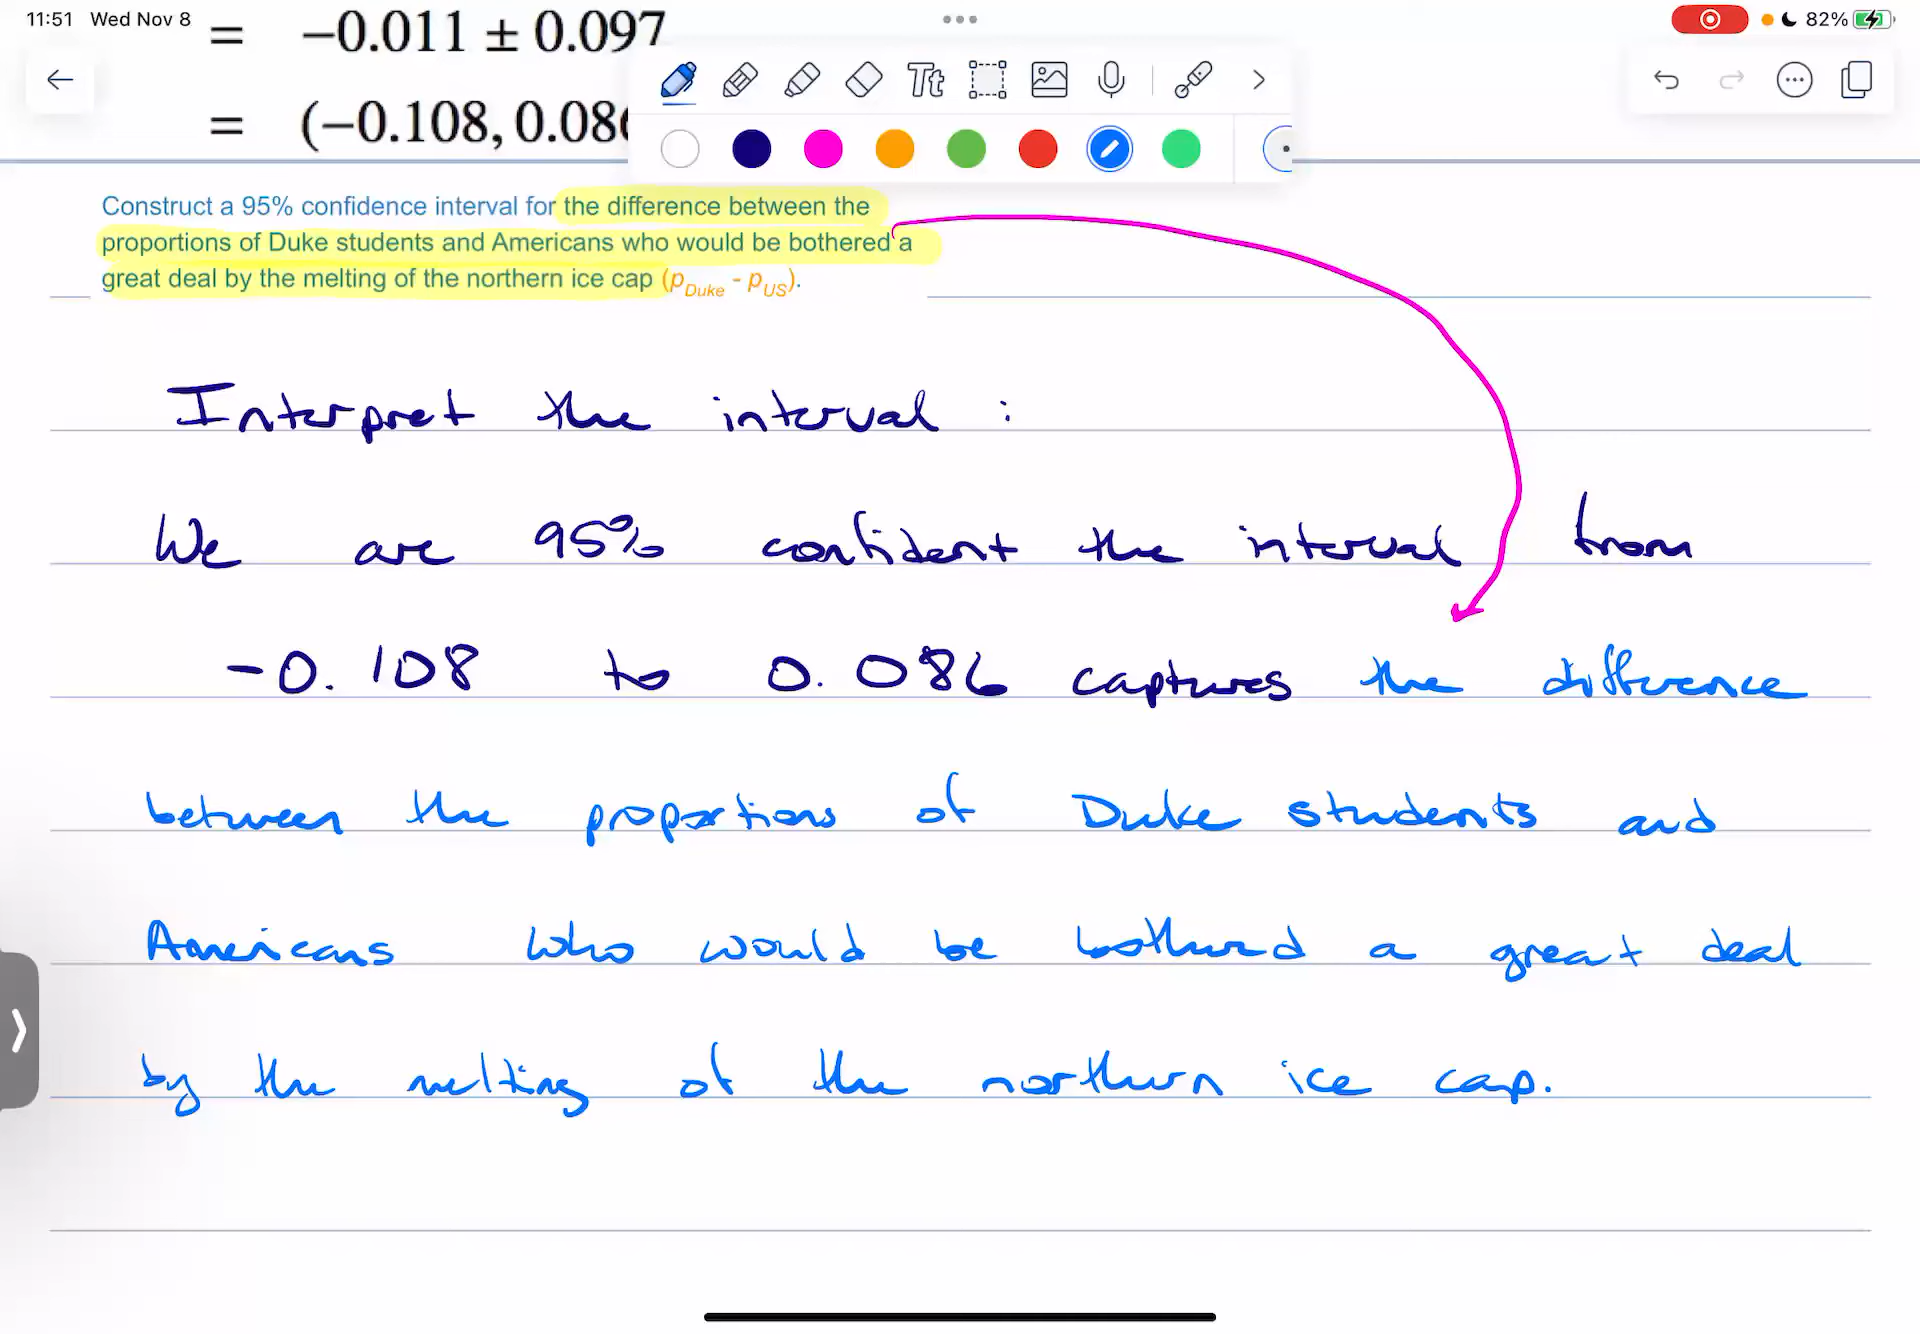 11:51 Wed Nov 8
82%
= −0.011 ± 0.097
= (−0.108, 0.086
Tt
Construct a 95% confidence interval for the difference between the
proportions of Duke students and Americans who would be bothered a
great deal by the melting of the northern ice cap (pDuke - pUS).
Interpret the interval :
We are 95% confident the interval from
-0.108 to 0.086 captures the difference
between the proportions of Duke students and
Americans who would be bothered a great deal
by the melting of the northern ice cap.